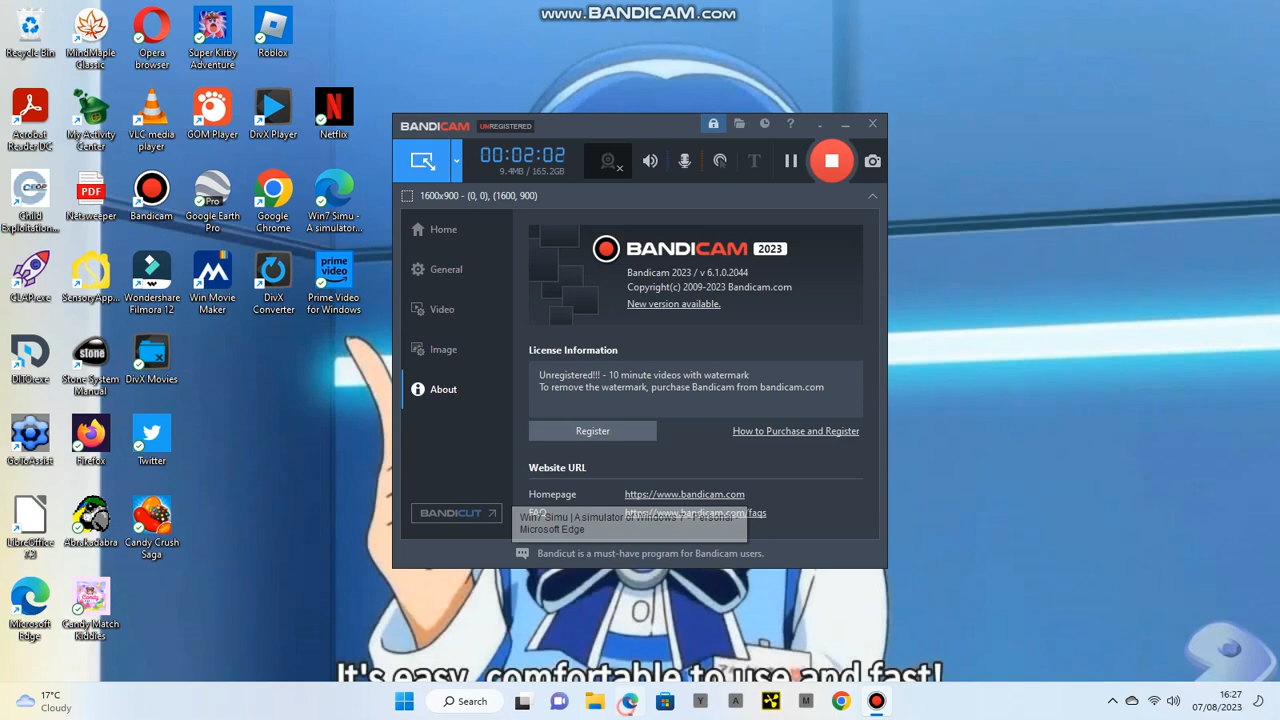 www.BANDICAM.com
Recycle Bin
MindMaple Classic
Opera browser
Super Kirby Adventure
Roblox
Acrobat Reader DC
My Activity Center
VLC media player
GOM Player
DivX Player
Netflix
Child Exploitation...
Netsweeper
Bandicam
Google Earth Pro
Google Chrome
Win7 Simu - A simulator...
CLAP.exe
SensoryApp...
Wondershare Filmora 12
Win Movie Maker
DivX Converter
Prime Video for Windows
DITO.exe
Stone System Manual
DivX Movies
GoToAssist
Firefox
Twitter
LibreOffice 7.3
Abrakadabra
Candy Crush Saga
Microsoft Edge
Candy Match Kiddies
BANDICAM UNREGISTERED
00:02:02
9.4MB / 165.2GB
1600x900 - (0, 0), (1600, 900)
Home
General
Video
Image
About
BANDICUT
BANDICAM 2023
Bandicam 2023 / v 6.1.0.2044
Copyright(c) 2009-2023 Bandicam.com
New version available.
License Information
Unregistered!!! - 10 minute videos with watermark
To remove the watermark, purchase Bandicam from bandicam.com
Register
How to Purchase and Register
Website URL
Homepage https://www.bandicam.com
FAQ https://www.bandicam.com/faqs
Win7 Simu | A simulator of Windows 7 - Personal -
Microsoft Edge
Bandicut is a must-have program for Bandicam users.
It's easy, comfortable to use and fast!
17°C
Cloudy
Search
16:27
07/08/2023